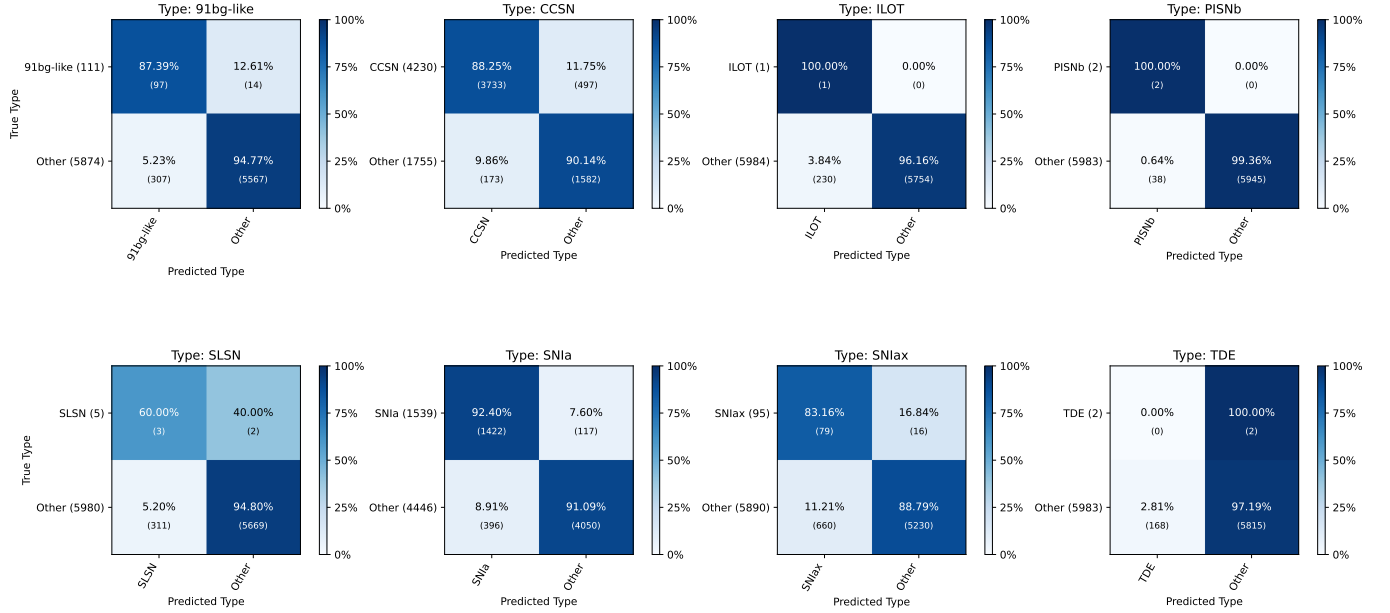 Type: 91bg-like
True Type
91bg-like (111)
87.39%
(97)
12.61%
(14)
Other (5874)
5.23%
(307)
94.77%
(5567)
91bg-like
Other
Predicted Type
100%
75%
50%
25%
0%
Type: CCSN
CCSN (4230)
88.25%
(3733)
11.75%
(497)
Other (1755)
9.86%
(173)
90.14%
(1582)
CCSN
Other
Predicted Type
100%
75%
50%
25%
0%
Type: ILOT
ILOT (1)
100.00%
(1)
0.00%
(0)
Other (5984)
3.84%
(230)
96.16%
(5754)
ILOT
Other
Predicted Type
100%
75%
50%
25%
0%
Type: PISNb
PISNb (2)
100.00%
(2)
0.00%
(0)
Other (5983)
0.64%
(38)
99.36%
(5945)
PISNb
Other
Predicted Type
100%
75%
50%
25%
0%
Type: SLSN
True Type
SLSN (5)
60.00%
(3)
40.00%
(2)
Other (5980)
5.20%
(311)
94.80%
(5669)
SLSN
Other
Predicted Type
100%
75%
50%
25%
0%
Type: SNIa
SNIa (1539)
92.40%
(1422)
7.60%
(117)
Other (4446)
8.91%
(396)
91.09%
(4050)
SNIa
Other
Predicted Type
100%
75%
50%
25%
0%
Type: SNIax
SNIax (95)
83.16%
(79)
16.84%
(16)
Other (5890)
11.21%
(660)
88.79%
(5230)
SNIax
Other
Predicted Type
100%
75%
50%
25%
0%
Type: TDE
TDE (2)
0.00%
(0)
100.00%
(2)
Other (5983)
2.81%
(168)
97.19%
(5815)
TDE
Other
Predicted Type
100%
75%
50%
25%
0%